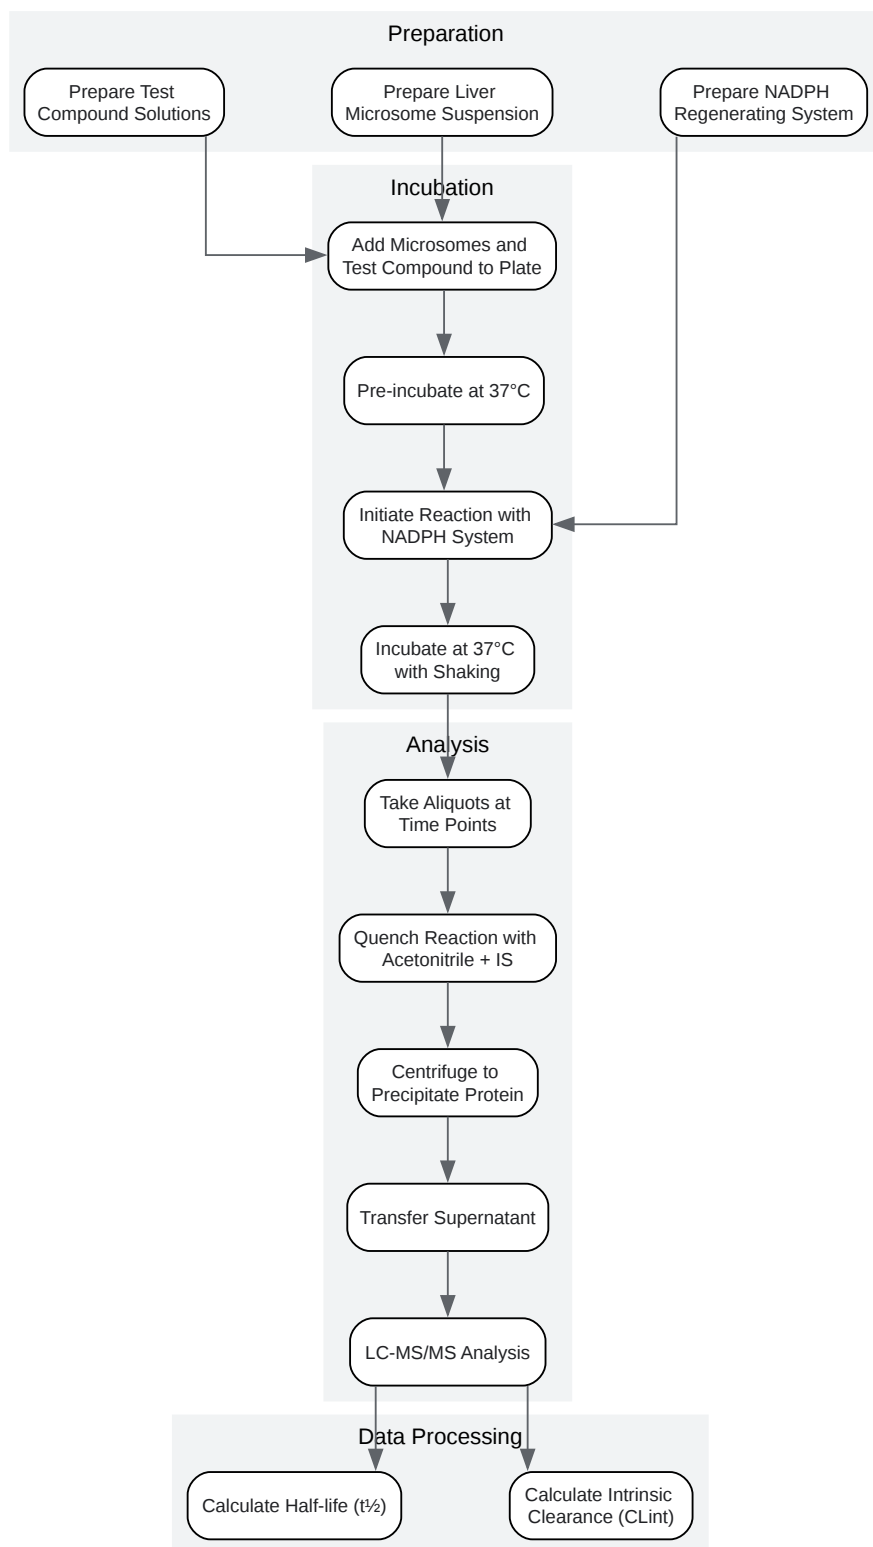 Preparation
Prepare Test
Compound Solutions
Prepare Liver
Microsome Suspension
Prepare NADPH
Regenerating System
Incubation
Add Microsomes and
Test Compound to Plate
Pre-incubate at 37°C
Initiate Reaction with
NADPH System
Incubate at 37°C
with Shaking
Analysis
Take Aliquots at
Time Points
Quench Reaction with
Acetonitrile + IS
Centrifuge to
Precipitate Protein
Transfer Supernatant
LC-MS/MS Analysis
Data Processing
Calculate Half-life (t½)
Calculate Intrinsic
Clearance (CLint)